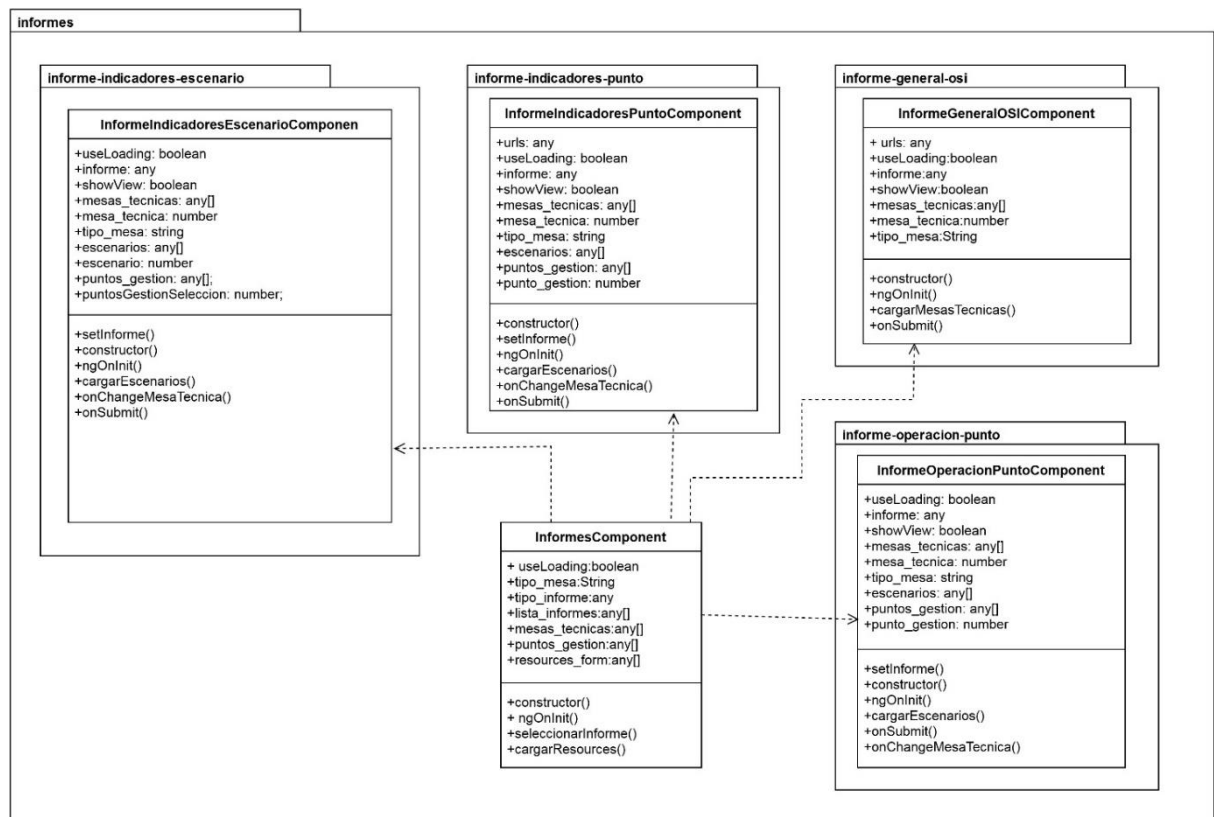 informes
informe-indicadores-escenario
InformeIndicadoresEscenarioComponen
+useLoading: boolean
+informe: any
+showView: boolean
+mesas_tecnicas: any[]
+mesa_tecnica: number
+tipo_mesa: string
+escenarios: any[]
+escenario: number
+puntos_gestion: any[];
+puntosGestionSeleccion: number;
+setInforme()
+constructor()
+ngOnInit()
+cargarEscenarios()
+onChangeMesaTecnica()
+onSubmit()
informe-indicadores-punto
InformeIndicadoresPuntoComponent
+urls: any
+useLoading: boolean
+informe: any
+showView: boolean
+mesas_tecnicas: any[]
+mesa_tecnica: number
+tipo_mesa: string
+escenarios: any[]
+puntos_gestion: any[]
+punto_gestion: number
+constructor()
+setInforme()
+ngOnInit()
+cargarEscenarios()
+onChangeMesaTecnica()
+onSubmit()
informe-general-osi
InformeGeneralOSIComponent
+ urls: any
+useLoading:boolean
+informe:any
+showView:boolean
+mesas_tecnicas:any[]
+mesa_tecnica:number
+tipo_mesa:String
+constructor()
+ngOnInit()
+cargarMesasTecnicas()
+onSubmit()
InformesComponent
+ useLoading:boolean
+tipo_mesa:String
+tipo_informe:any
+lista_informes:any[]
+mesas_tecnicas:any[]
+puntos_gestion:any[]
+resources_form:any[]
+constructor()
+ ngOnInit()
+seleccionarInforme()
+cargarResources()
informe-operacion-punto
InformeOperacionPuntoComponent
+useLoading: boolean
+informe: any
+showView: boolean
+mesas_tecnicas: any[]
+mesa_tecnica: number
+tipo_mesa: string
+escenarios: any[]
+puntos_gestion: any[]
+punto_gestion: number
+setInforme()
+constructor()
+ngOnInit()
+cargarEscenarios()
+onSubmit()
+onChangeMesaTecnica()